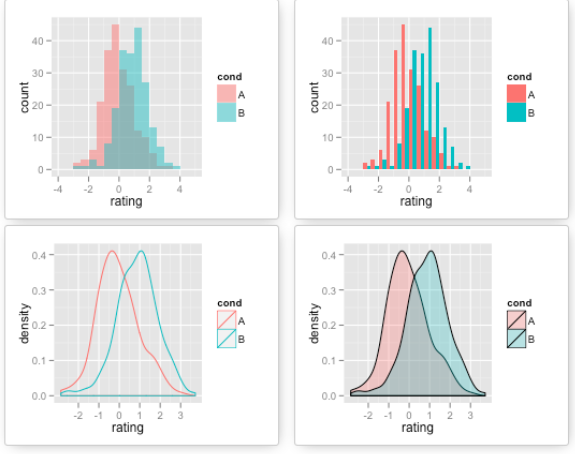 40
30
20
10
0
-4 -2 0 2 4
count
rating
cond
A
B
40
30
20
10
0
-4 -2 0 2 4
count
rating
cond
A
B
0.4
0.3
0.2
0.1
0.0
-2 -1 0 1 2 3
density
rating
cond
A
B
0.4
0.3
0.2
0.1
0.0
-2 -1 0 1 2 3
density
rating
cond
A
B